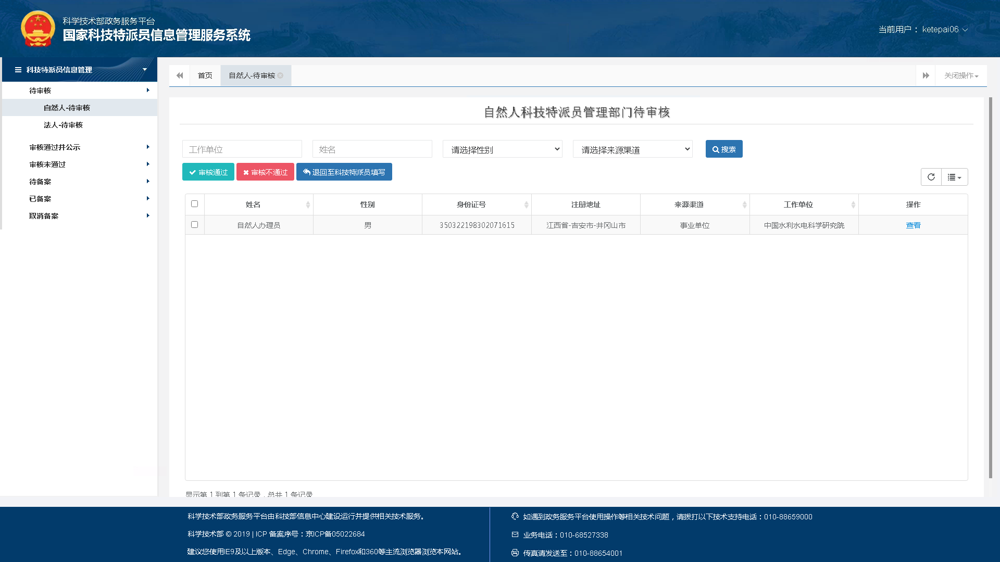 科学技术部政务服务平台
国家科技特派员信息管理服务系统
当前用户： ketepai06
科技特派员信息管理
首页
自然人-待审核
关闭操作
待审核
自然人-待审核
法人-待审核
审核通过并公示
审核未通过
待备案
已备案
取消备案
自然人科技特派员管理部门待审核
工作单位 姓名 请选择性别 请选择来源渠道 搜索
审核通过 审核不通过 退回至科技特派员填写
姓名 性别 身份证号 注册地址 来源渠道 工作单位 操作
自然人办理员 男 350322198302071615 江西省-吉安市-井冈山市 事业单位 中国水利水电科学研究院 查看
显示第 1 到第 1 条记录，总共 1 条记录
科学技术部政务服务平台由科技部信息中心建设运行并提供相关技术服务。
科学技术部 © 2019 | ICP 备案序号：京ICP备05022684
建议您使用IE9及以上版本、Edge、Chrome、Firefox和360等主流浏览器浏览本网站。
如遇到政务服务平台使用操作等相关技术问题，请拨打以下技术支持电话：010-88659000
业务电话：010-68527338
传真请发送至：010-88654001